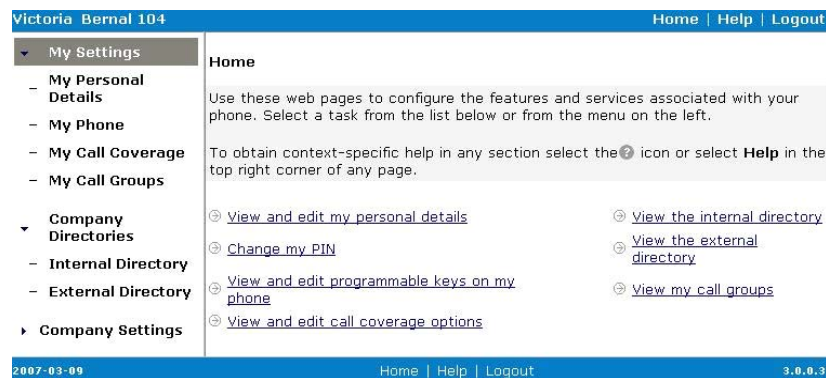 Victoria Bernal 104
Home | Help | Logout
My Settings
– My Personal
Details
– My Phone
– My Call Coverage
– My Call Groups
Company
Directories
– Internal Directory
– External Directory
Company Settings
Home
Use these web pages to configure the features and services associated with your
phone. Select a task from the list below or from the menu on the left.
To obtain context-specific help in any section select the ? icon or select Help in the
top right corner of any page.
View and edit my personal details
Change my PIN
View and edit programmable keys on my
phone
View and edit call coverage options
View the internal directory
View the external
directory
View my call groups
2007-03-09
Home | Help | Logout
3.0.0.3